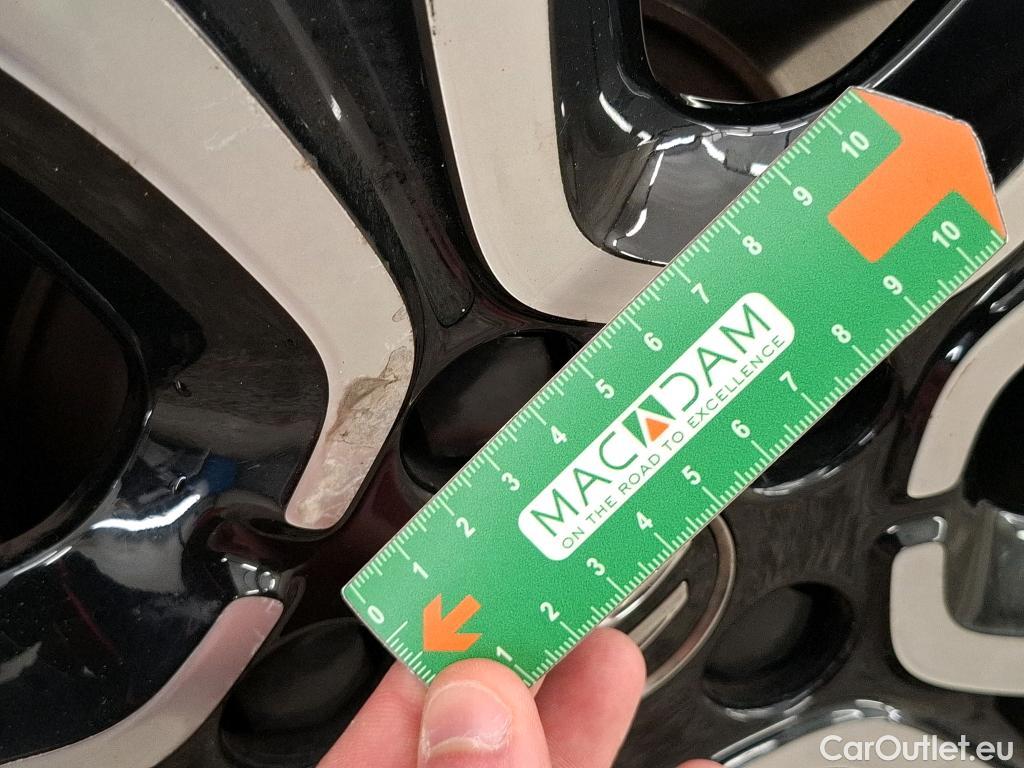 0 1 2 3 4 5 6 7 8 9 10
MACADAM
ON THE ROAD TO EXCELLENCE
1 2 3 4 5 6 7 8 9 10
CarOutlet.eu